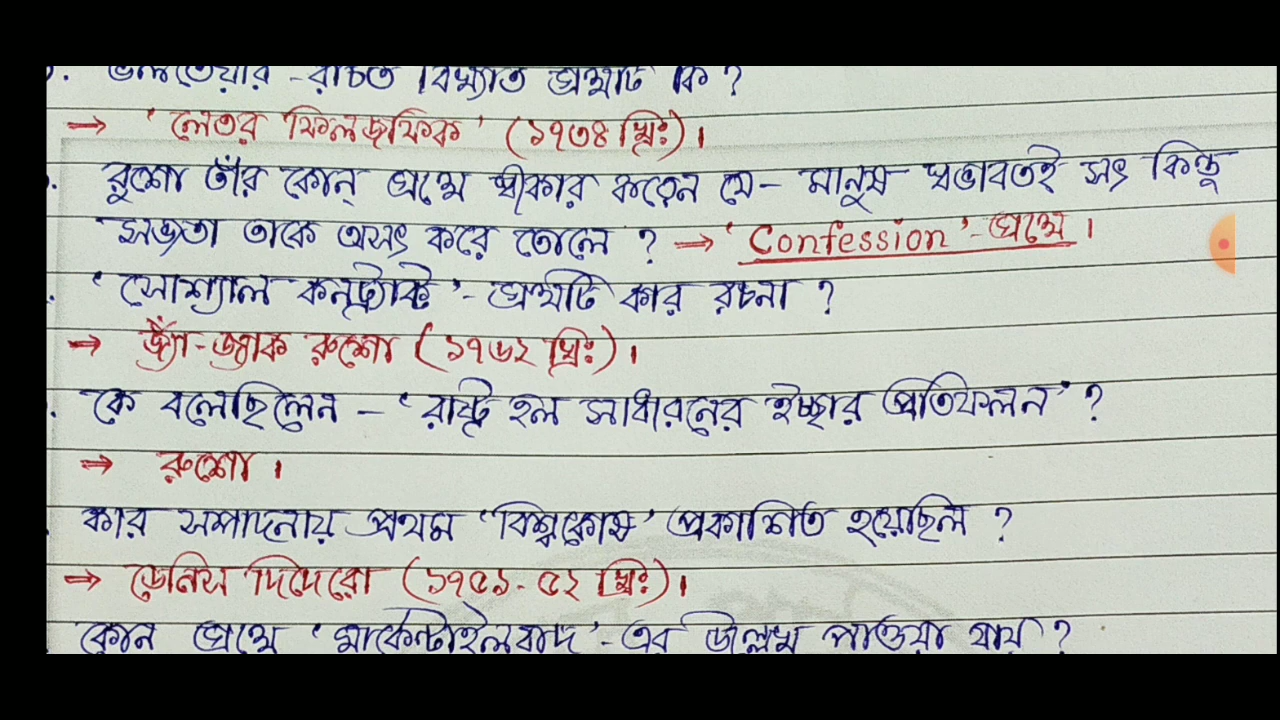 ভলতেয়ার - রচিত বিখ্যাত গ্রন্থটি কি ?
→ 'লেতর ফিলজফিক' (১৭৩৪ খ্রিঃ)।
রুশো তাঁর কোন্ গ্রন্থে স্বীকার করেন যে - মানুষ স্বভাবতই সৎ কিন্তু
সভ্যতা তাকে অসৎ করে তোলে ? → 'Confession' - গ্রন্থে।
'সোশ্যাল কনট্র্যাক্ট' - গ্রন্থটি কার রচনা ?
→ জ্যাঁ-জ্যাক রুশো (১৭৬২ খ্রিঃ)।
কে বলেছিলেন - 'রাষ্ট্র হল সাধারনের ইচ্ছার প্রতিফলন' ?
→ রুশো।
কার সম্পাদনায় প্রথম 'বিশ্বকোষ' প্রকাশিত হয়েছিল ?
→ ডেনিস দিদেরো (১৭৫১-৫২ খ্রিঃ)।
কোন গ্রন্থে 'মার্কেন্টাইলবাদ' - এর উল্লেখ পাওয়া যায় ?